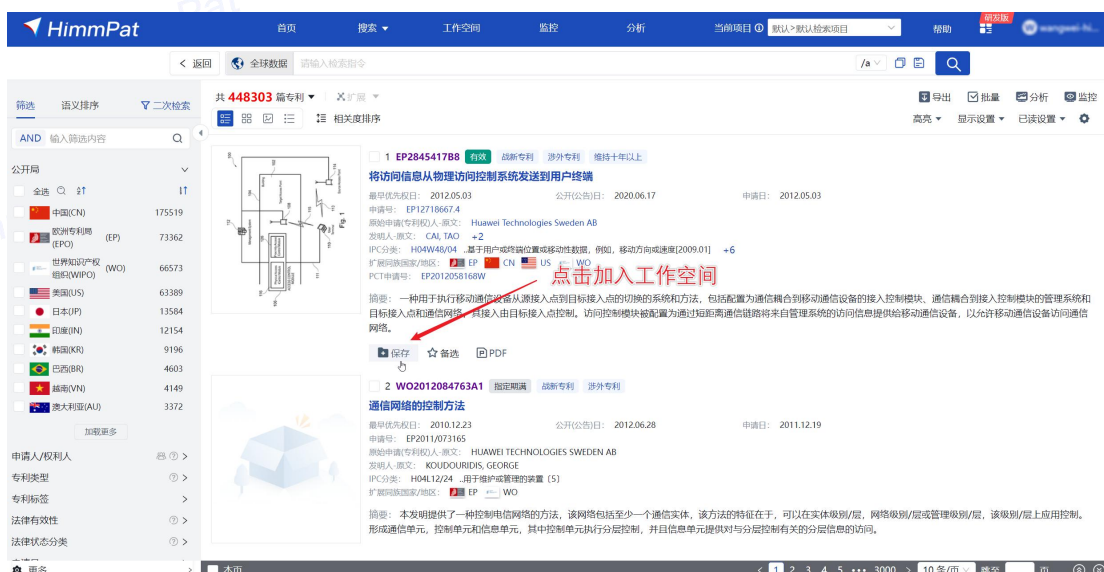 HimmPat
首页
搜索
工作空间
监控
分析
当前项目
默认>默认检索项目
帮助
研发版
返回
全球数据
请输入检索指令
/a
筛选
语义排序
二次检索
共 448303 篇专利
扩展
导出
批量
分析
监控
相关度排序
高亮
显示设置
已读设置
AND
输入筛选内容
公开局
全选
中国(CN)
175519
欧洲专利局(EPO)
(EP)
73362
世界知识产权组织(WIPO)
(WO)
66573
美国(US)
63389
日本(JP)
13584
印度(IN)
12154
韩国(KR)
9196
巴西(BR)
4603
越南(VN)
4149
澳大利亚(AU)
3372
加载更多
申请人/权利人
专利类型
专利标签
法律有效性
法律状态分类
更多
1 EP2845417B8 有效 战新专利 涉外专利 维持十年以上
将访问信息从物理访问控制系统发送到用户终端
最早优先权日: 2012.05.03 公开(公告)日: 2020.06.17 申请日: 2012.05.03
申请号: EP12718667.4
原始申请(专利权)人-原文: Huawei Technologies Sweden AB
发明人-原文: CAI, TAO +2
IPC分类: H04W48/04 ..基于用户或终端位置或移动性数据，例如，移动方向或速度[2009.01] +6
扩展同族国家/地区: EP CN US WO
PCT申请号: EP2012058168W
点击加入工作空间
摘要: 一种用于执行移动通信设备从源接入点到目标接入点的切换的系统和方法，包括配置为通信耦合到移动通信设备的接入控制模块、通信耦合到接入控制模块的管理系统和
目标接入点和通信网络，其接入由目标接入点控制。访问控制模块被配置为通过短距离通信链路将来自管理系统的访问信息提供给移动通信设备，以允许移动通信设备访问通信
网络。
保存 备选 PDF
Fig. 1
2 WO2012084763A1 指定期满 战新专利 涉外专利
通信网络的控制方法
最早优先权日: 2010.12.23 公开(公告)日: 2012.06.28 申请日: 2011.12.19
申请号: EP2011/073165
原始申请(专利权)人-原文: HUAWEI TECHNOLOGIES SWEDEN AB
发明人-原文: KOUDOURIDIS, GEORGE
IPC分类: H04L12/24 ..用于维护或管理的装置 (5)
扩展同族国家/地区: EP WO
摘要: 本发明提供了一种控制电信网络的方法，该网络包括至少一个通信实体，该方法的特征在于，可以在实体级别/层，网络级别/层或管理级别/层，该级别/层上应用控制。
形成通信单元，控制单元和信息单元，其中控制单元执行分层控制，并且信息单元提供对与分层控制有关的分层信息的访问。
本页
1 2 3 4 5 ••• 3000
10 条/页
跳至
页